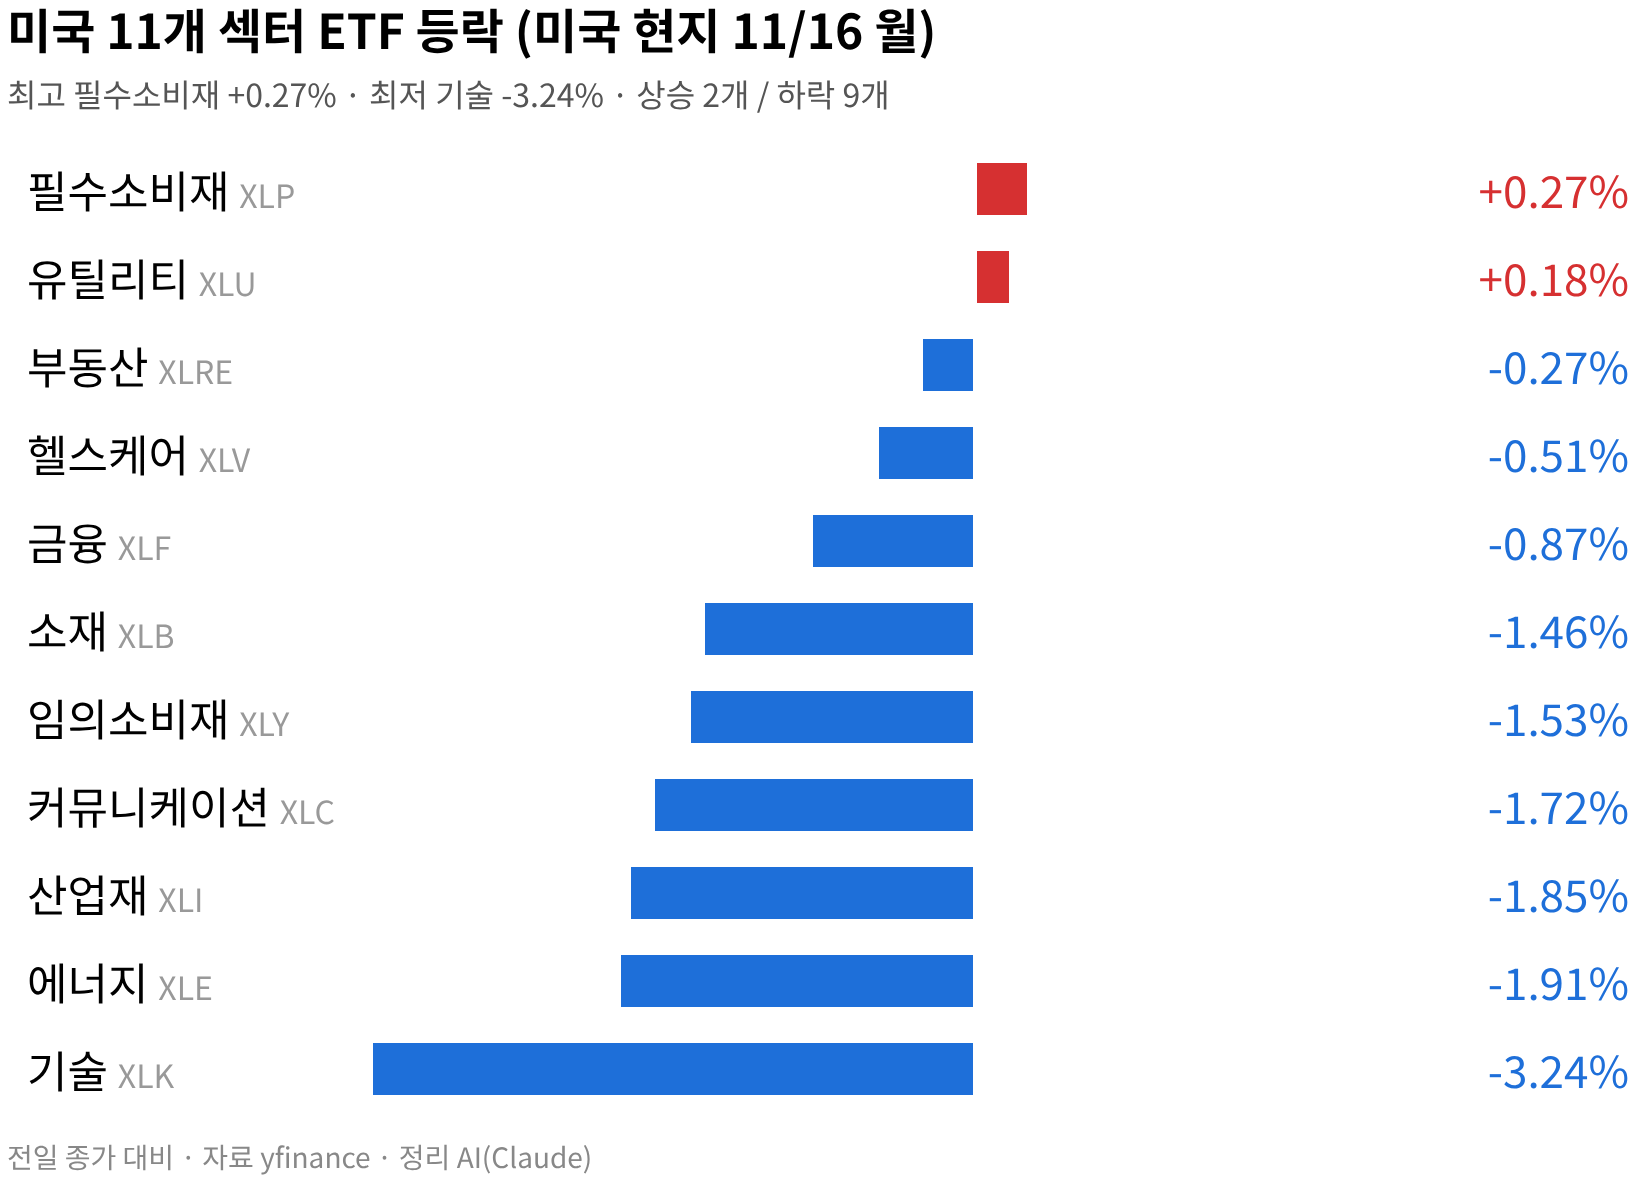 미국 11개 섹터 ETF 등락 (미국 현지 11/16 월)
최고 필수소비재 +0.27% · 최저 기술 -3.24% · 상승 2개 / 하락 9개
필수소비재 XLP +0.27%
유틸리티 XLU +0.18%
부동산 XLRE -0.27%
헬스케어 XLV -0.51%
금융 XLF -0.87%
소재 XLB -1.46%
임의소비재 XLY -1.53%
커뮤니케이션 XLC -1.72%
산업재 XLI -1.85%
에너지 XLE -1.91%
기술 XLK -3.24%
전일 종가 대비 · 자료 yfinance · 정리 AI(Claude)